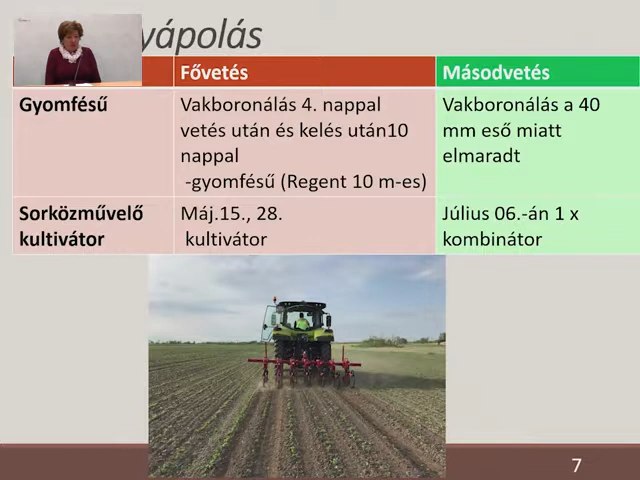 yápolás
Fővetés
Másodvetés
Gyomfésű
Vakboronálás 4. nappal
vetés után és kelés után10
nappal
-gyomfésű (Regent 10 m-es)
Vakboronálás a 40
mm eső miatt
elmaradt
Sorközművelő
kultivátor
Máj.15., 28.
kultivátor
Július 06.-án 1 x
kombinátor
7